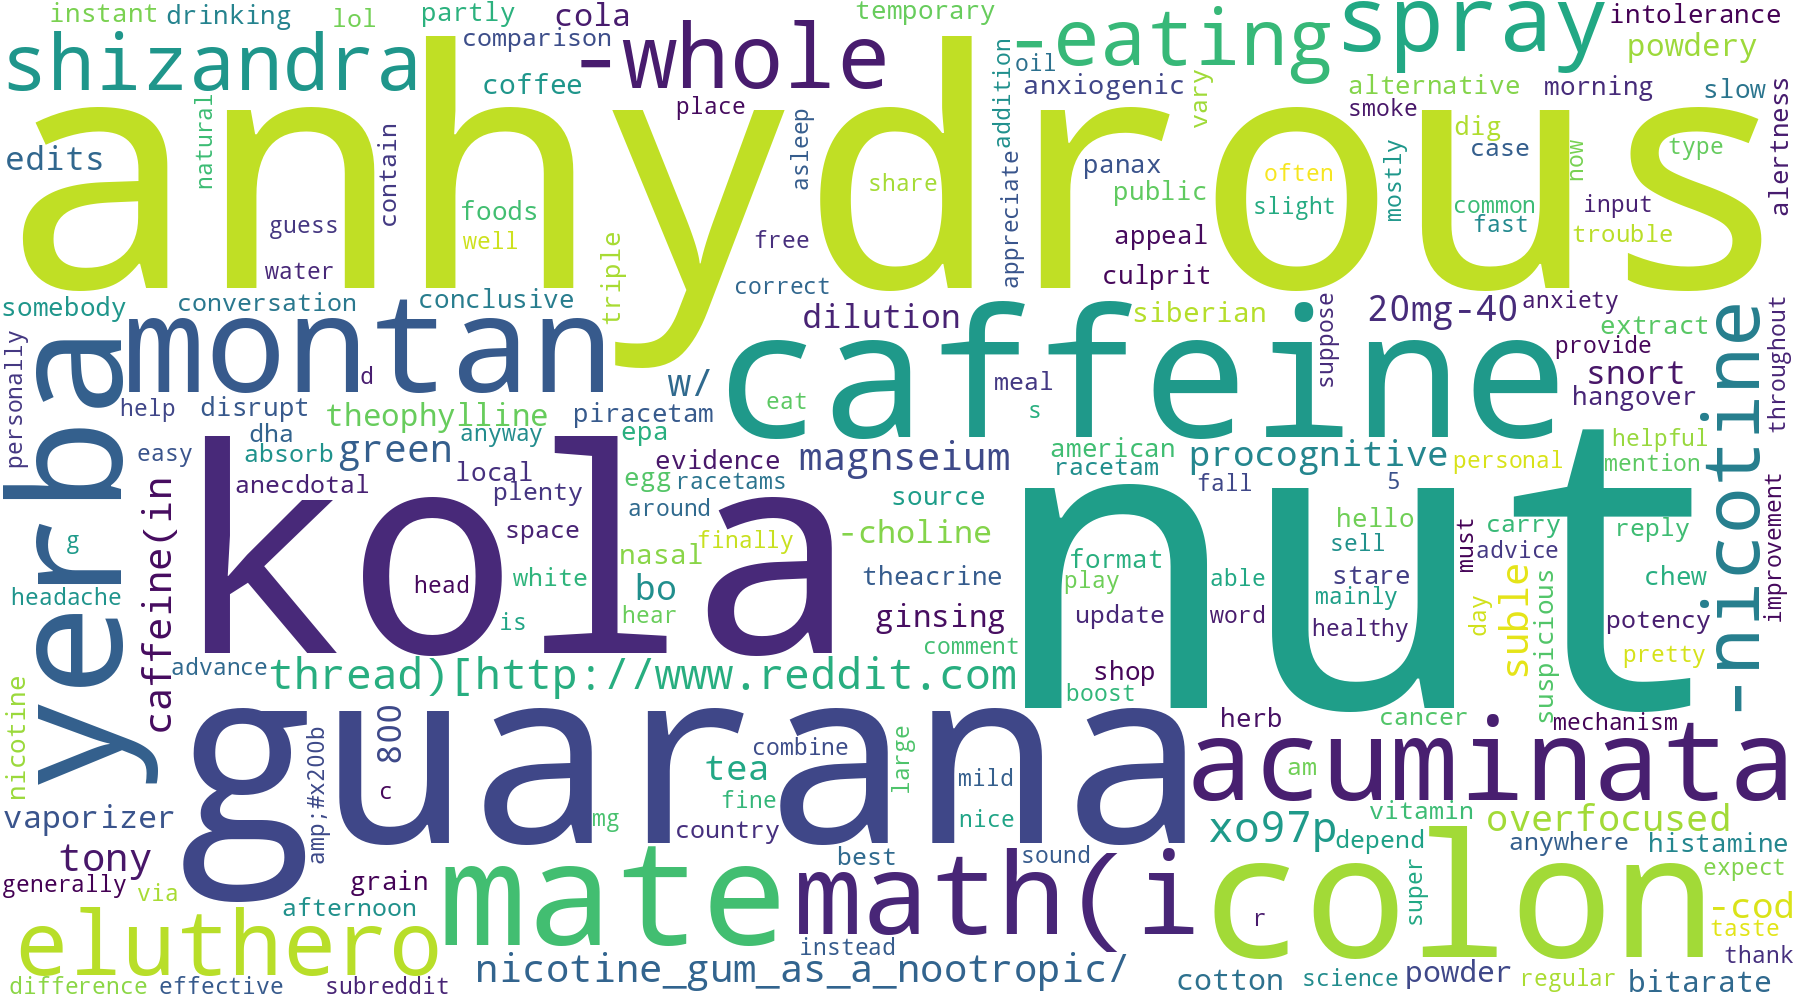 instant
drinking
lol
partly
cola
temporary
-eating
spray
intolerance
shizandra
comparison
-whole
oil
powdery
coffee
place
addition
anxiogenic
vary
alternative
morning
slow
smoke
alertness
anhydrous
edits
natural
contain
asleep
share
appreciate
panax
public
often
slight
mostly
dig
case
common
fast
now
type
input
trouble
guess
foods
well
free
appeal
culprit
water
triple
correct
somebody
conversation
conclusive
montan
dilution
siberian
suppose
20mg-40
anxiety
extract
throughout
personally
yerba
caffeine
provide
-nicotine
d
w/
meal
eat
s
snort
hangover
help
disrupt
theophylline
piracetam
dha
absorb
green
anyway
epa
evidence
magnseium
american
racetam
procognitive
personal
helpful
mention
easy
anecdotal
local
plenty
egg
racetams
source
fall
5
kola
nut
caffeine(in
space
around
-choline
nasal
finally
hello
sell
must
carry
advice
reply
improvement
g
headache
head
white
bo
theacrine
format
play
able
stare
mainly
chew
is
hear
ginsing
update
word
healthy
day
suble
suspicious
potency
advance
thread)[http://www.reddit.com
comment
shop
boost
pretty
nicotine
guarana
amp;#x200b
800
c
tea
combine
large
mild
herb
cancer
mechanism
acuminata
am
vaporizer
mg
fine
country
nice
xo97p
vitamin
depend
overfocused
tony
mate
best
math(i
sound
colon
anywhere
histamine
generally
via
grain
expect
afternoon
super
-cod
taste
eluthero
instead
r
thank
difference
effective
subreddit
nicotine_gum_as_a_nootropic/
cotton
science
powder
regular
bitarate